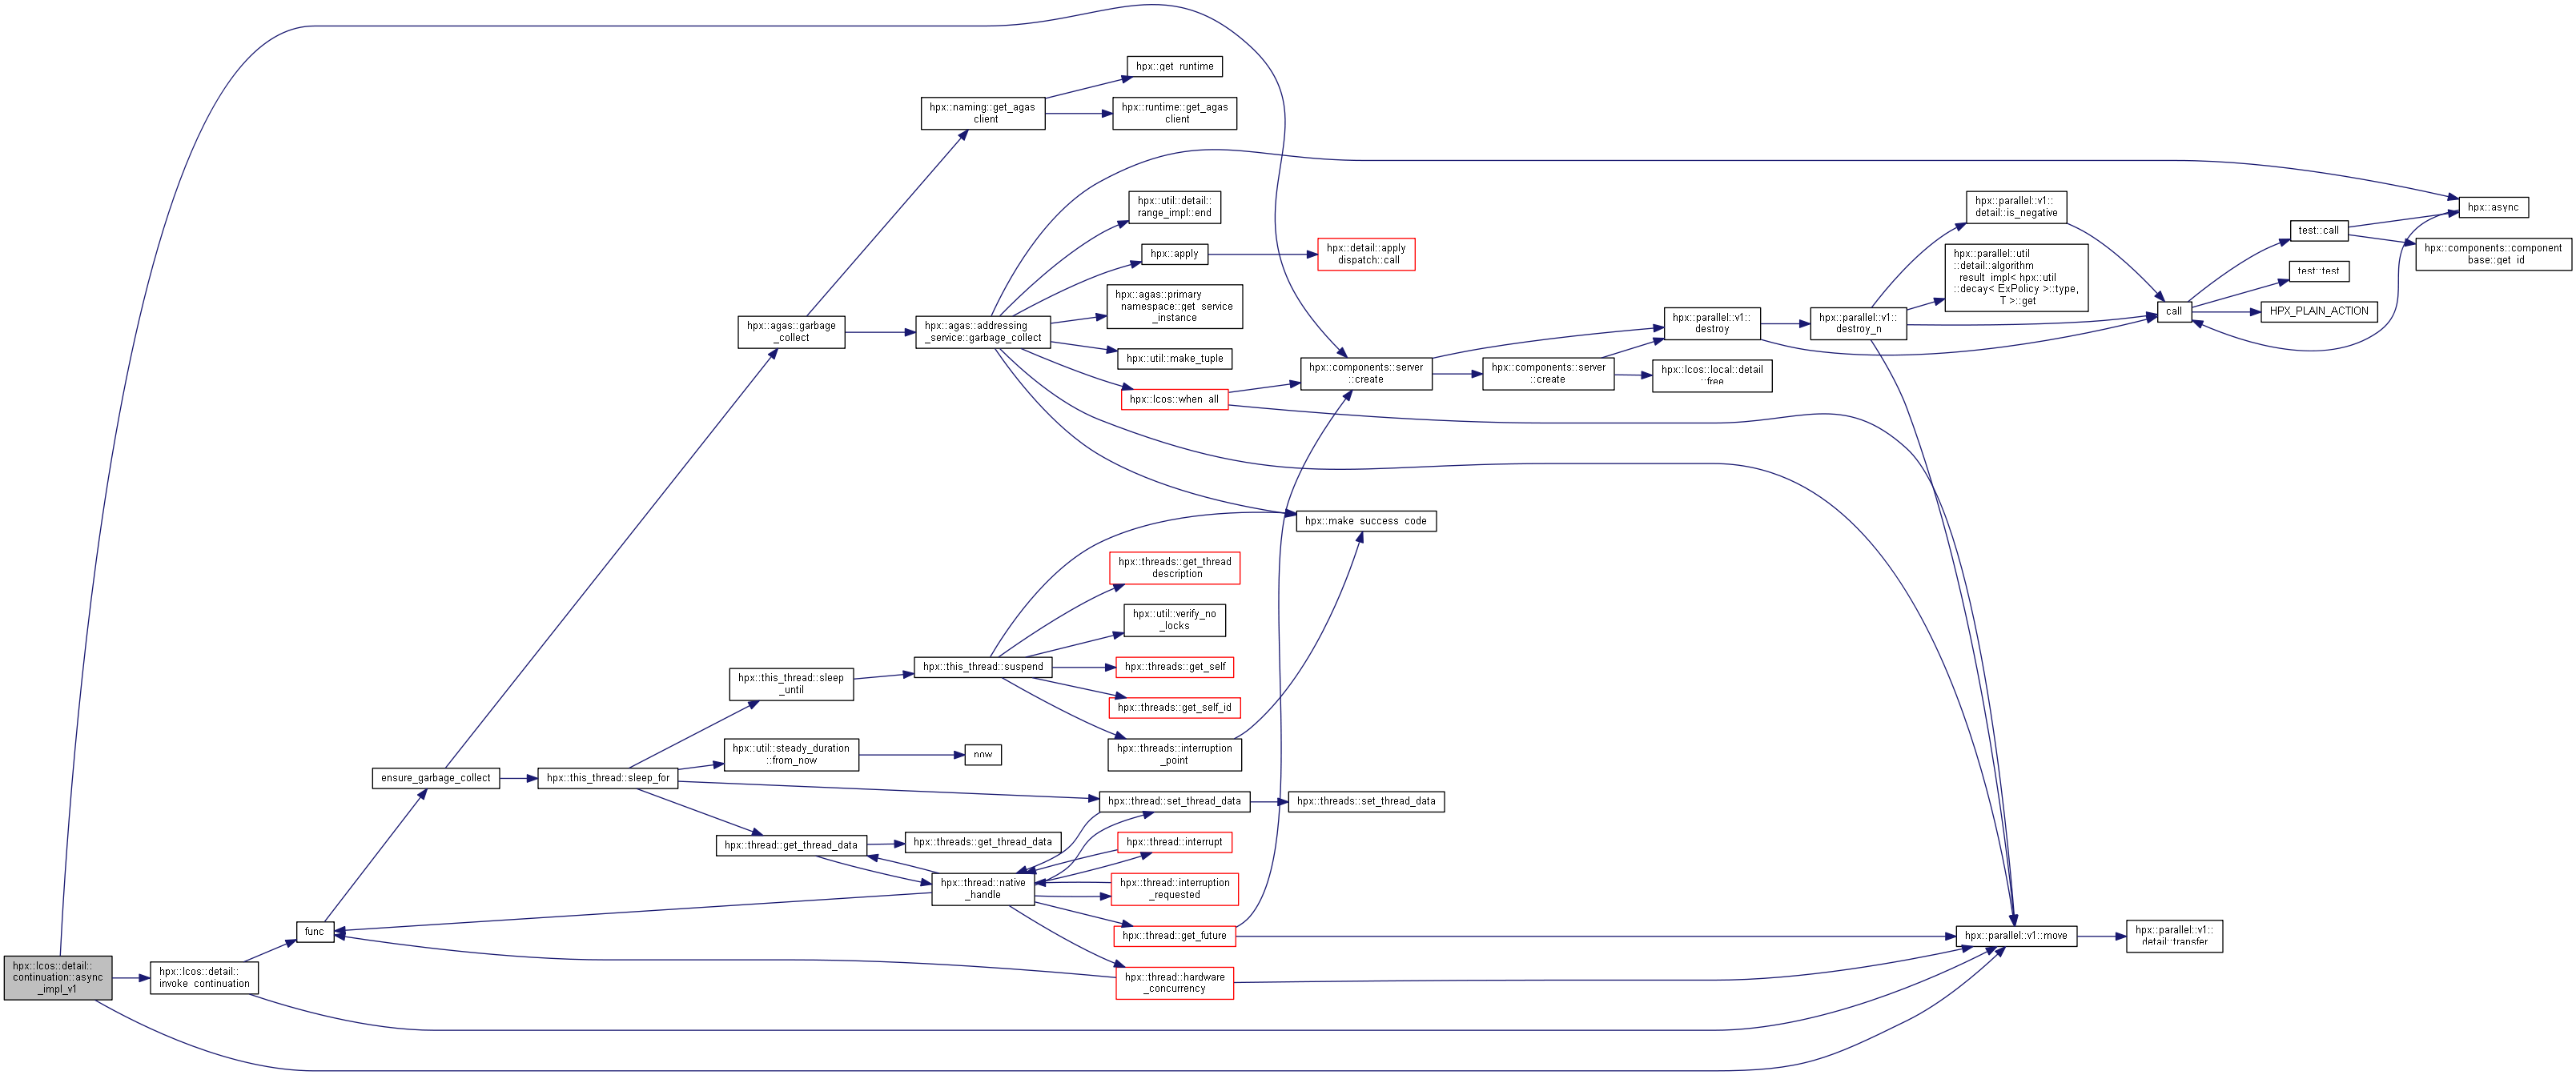 hpx::get_runtime
hpx::naming::get_agas
_client
hpx::runtime::get_agas
_client
hpx::util::detail::
range_impl::end
hpx::apply
hpx::detail::apply
_dispatch::call
hpx::agas::primary
_namespace::get_service
_instance
hpx::agas::garbage
_collect
hpx::agas::addressing
_service::garbage_collect
hpx::util::make_tuple
hpx::lcos::when_all
hpx::components::server
::create
hpx::components::server
::create
hpx::parallel::v1::
destroy
hpx::lcos::local::detail
::free
hpx::parallel::v1::
destroy_n
hpx::parallel::v1::
detail::is_negative
hpx::parallel::util
::detail::algorithm
_result_impl< hpx::util
::decay< ExPolicy >::type,
T >::get
call
test::call
test::test
HPX_PLAIN_ACTION
hpx::async
hpx::components::component
_base::get_id
hpx::make_success_code
hpx::threads::get_thread
_description
hpx::util::verify_no
_locks
hpx::this_thread::suspend
hpx::threads::get_self
hpx::this_thread::sleep
_until
hpx::threads::get_self_id
hpx::threads::interruption
_point
hpx::util::steady_duration
::from_now
now
ensure_garbage_collect
hpx::this_thread::sleep_for
hpx::thread::set_thread_data
hpx::threads::set_thread_data
hpx::thread::get_thread_data
hpx::threads::get_thread_data
hpx::thread::interrupt
hpx::thread::native
_handle
hpx::thread::interruption
_requested
func
hpx::thread::get_future
hpx::parallel::v1::move
hpx::parallel::v1::
detail::transfer
hpx::lcos::detail::
continuation::async
_impl_v1
hpx::lcos::detail::
invoke_continuation
hpx::thread::hardware
_concurrency